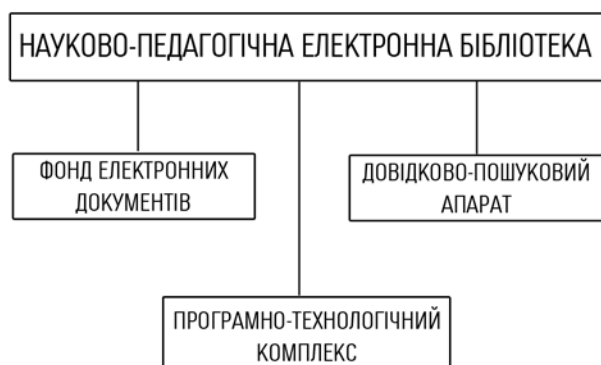 НАУКОВО-ПЕДАГОГІЧНА ЕЛЕКТРОННА БІБЛІОТЕКА
ФОНД ЕЛЕКТРОННИХ
ДОКУМЕНТІВ
ДОВІДКОВО-ПОШУКОВИЙ
АПАРАТ
ПРОГРАМНО-ТЕХНОЛОГІЧНИЙ
КОМПЛЕКС